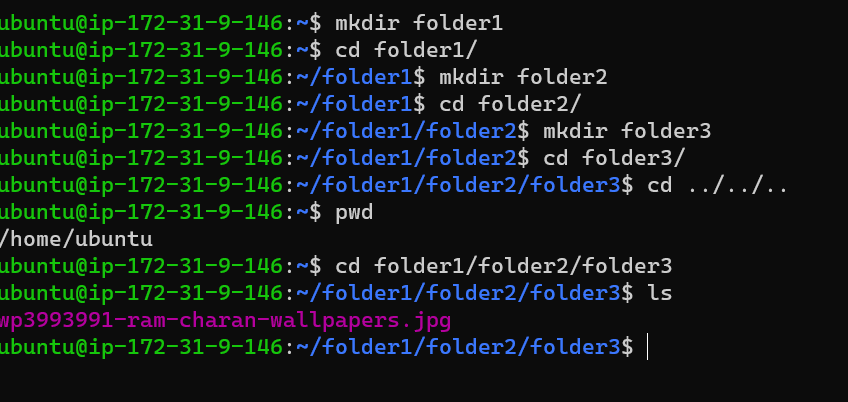 ubuntu@ip-172-31-9-146:~$ mkdir folder1
ubuntu@ip-172-31-9-146:~$ cd folder1/
ubuntu@ip-172-31-9-146:~/folder1$ mkdir folder2
ubuntu@ip-172-31-9-146:~/folder1$ cd folder2/
ubuntu@ip-172-31-9-146:~/folder1/folder2$ mkdir folder3
ubuntu@ip-172-31-9-146:~/folder1/folder2$ cd folder3/
ubuntu@ip-172-31-9-146:~/folder1/folder2/folder3$ cd ../../..
ubuntu@ip-172-31-9-146:~$ pwd
/home/ubuntu
ubuntu@ip-172-31-9-146:~$ cd folder1/folder2/folder3
ubuntu@ip-172-31-9-146:~/folder1/folder2/folder3$ ls
wp3993991-ram-charan-wallpapers.jpg
ubuntu@ip-172-31-9-146:~/folder1/folder2/folder3$